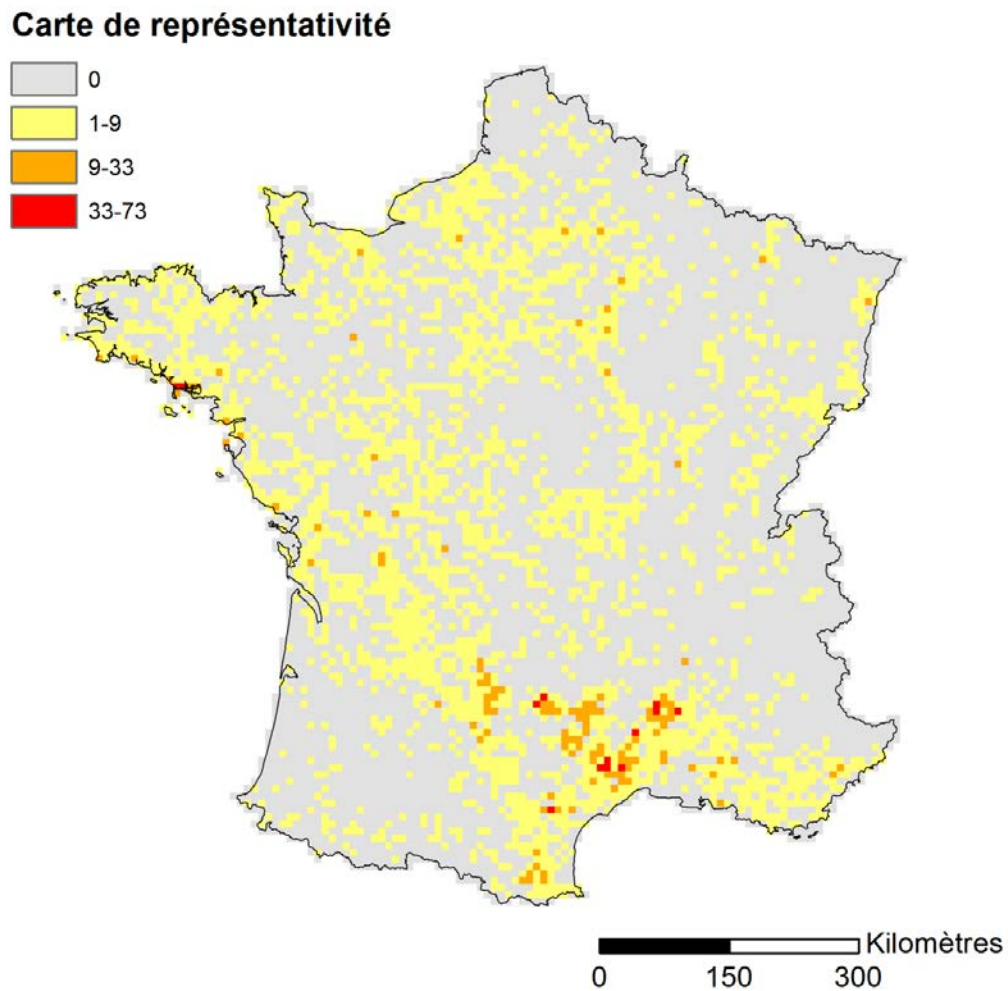 Carte de représentativité
0
1-9
9-33
33-73
Kilomètres
0 150 300